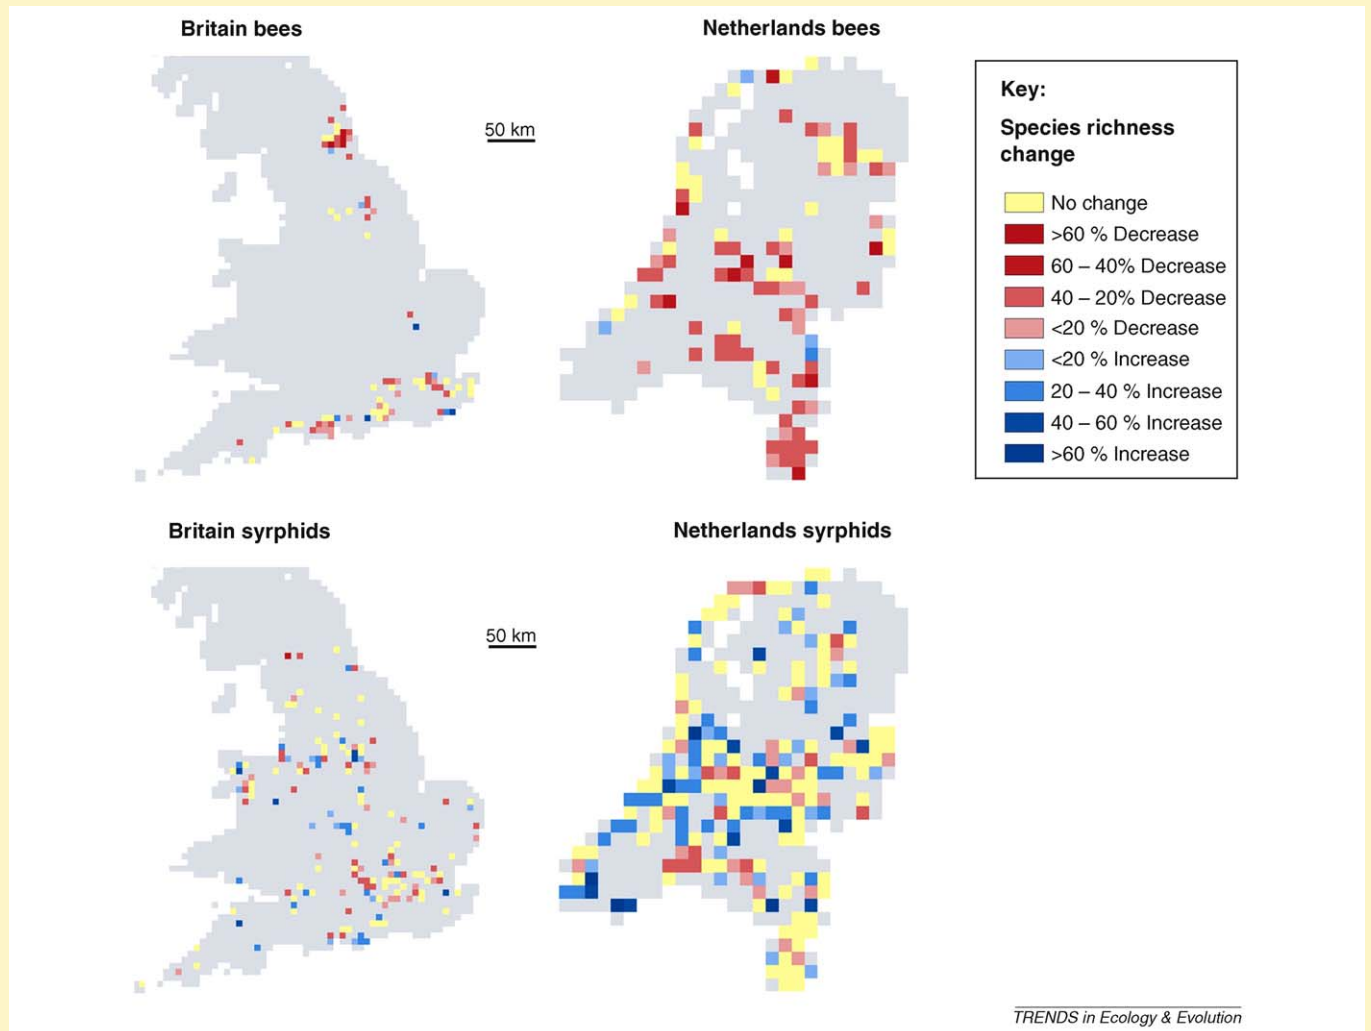 Britain bees
Netherlands bees
50 km
Key:
Species richness
change
No change
>60 % Decrease
60 – 40% Decrease
40 – 20% Decrease
<20 % Decrease
<20 % Increase
20 – 40 % Increase
40 – 60 % Increase
>60 % Increase
Britain syrphids
Netherlands syrphids
50 km
TRENDS in Ecology & Evolution